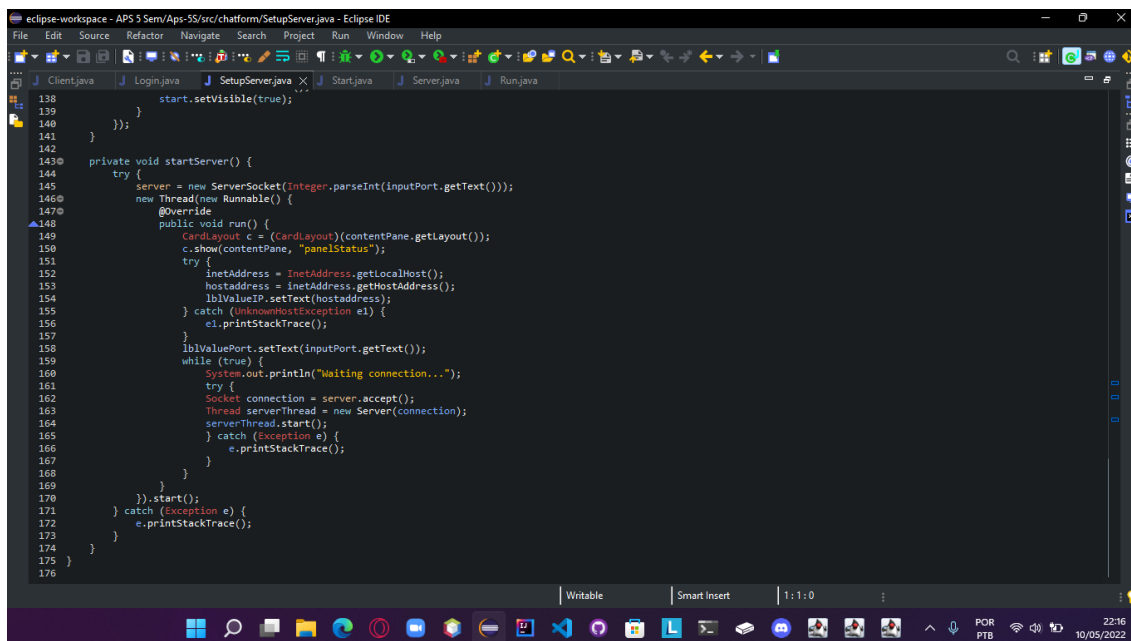 eclipse-workspace - APS 5 Sem/Aps-5S/src/chatform/SetupServer.java - Eclipse IDE
File Edit Source Refactor Navigate Search Project Run Window Help
Client.java Login.java SetupServer.java Start.java Server.java Run.java
138 start.setVisible(true);
139 }
140 });
141 }
142
143 private void startServer() {
144 try {
145 server = new ServerSocket(Integer.parseInt(inputPort.getText()));
146 new Thread(new Runnable() {
147 @Override
148 public void run() {
149 CardLayout c = (CardLayout)(contentPane.getLayout());
150 c.show(contentPane, "panelStatus");
151 try {
152 inetAddress = InetAddress.getLocalHost();
153 hostaddress = inetAddress.getHostAddress();
154 lblValueIP.setText(hostaddress);
155 } catch (UnknownHostException e1) {
156 e1.printStackTrace();
157 }
158 lblValuePort.setText(inputPort.getText());
159 while (true) {
160 System.out.println("Waiting connection...");
161 try {
162 Socket connection = server.accept();
163 Thread serverThread = new Server(connection);
164 serverThread.start();
165 } catch (Exception e) {
166 e.printStackTrace();
167 }
168 }
169 }
170 }).start();
171 } catch (Exception e) {
172 e.printStackTrace();
173 }
174 }
175 }
176
Writable Smart Insert 1:1:0
POR 22:16
PTB 10/05/2022